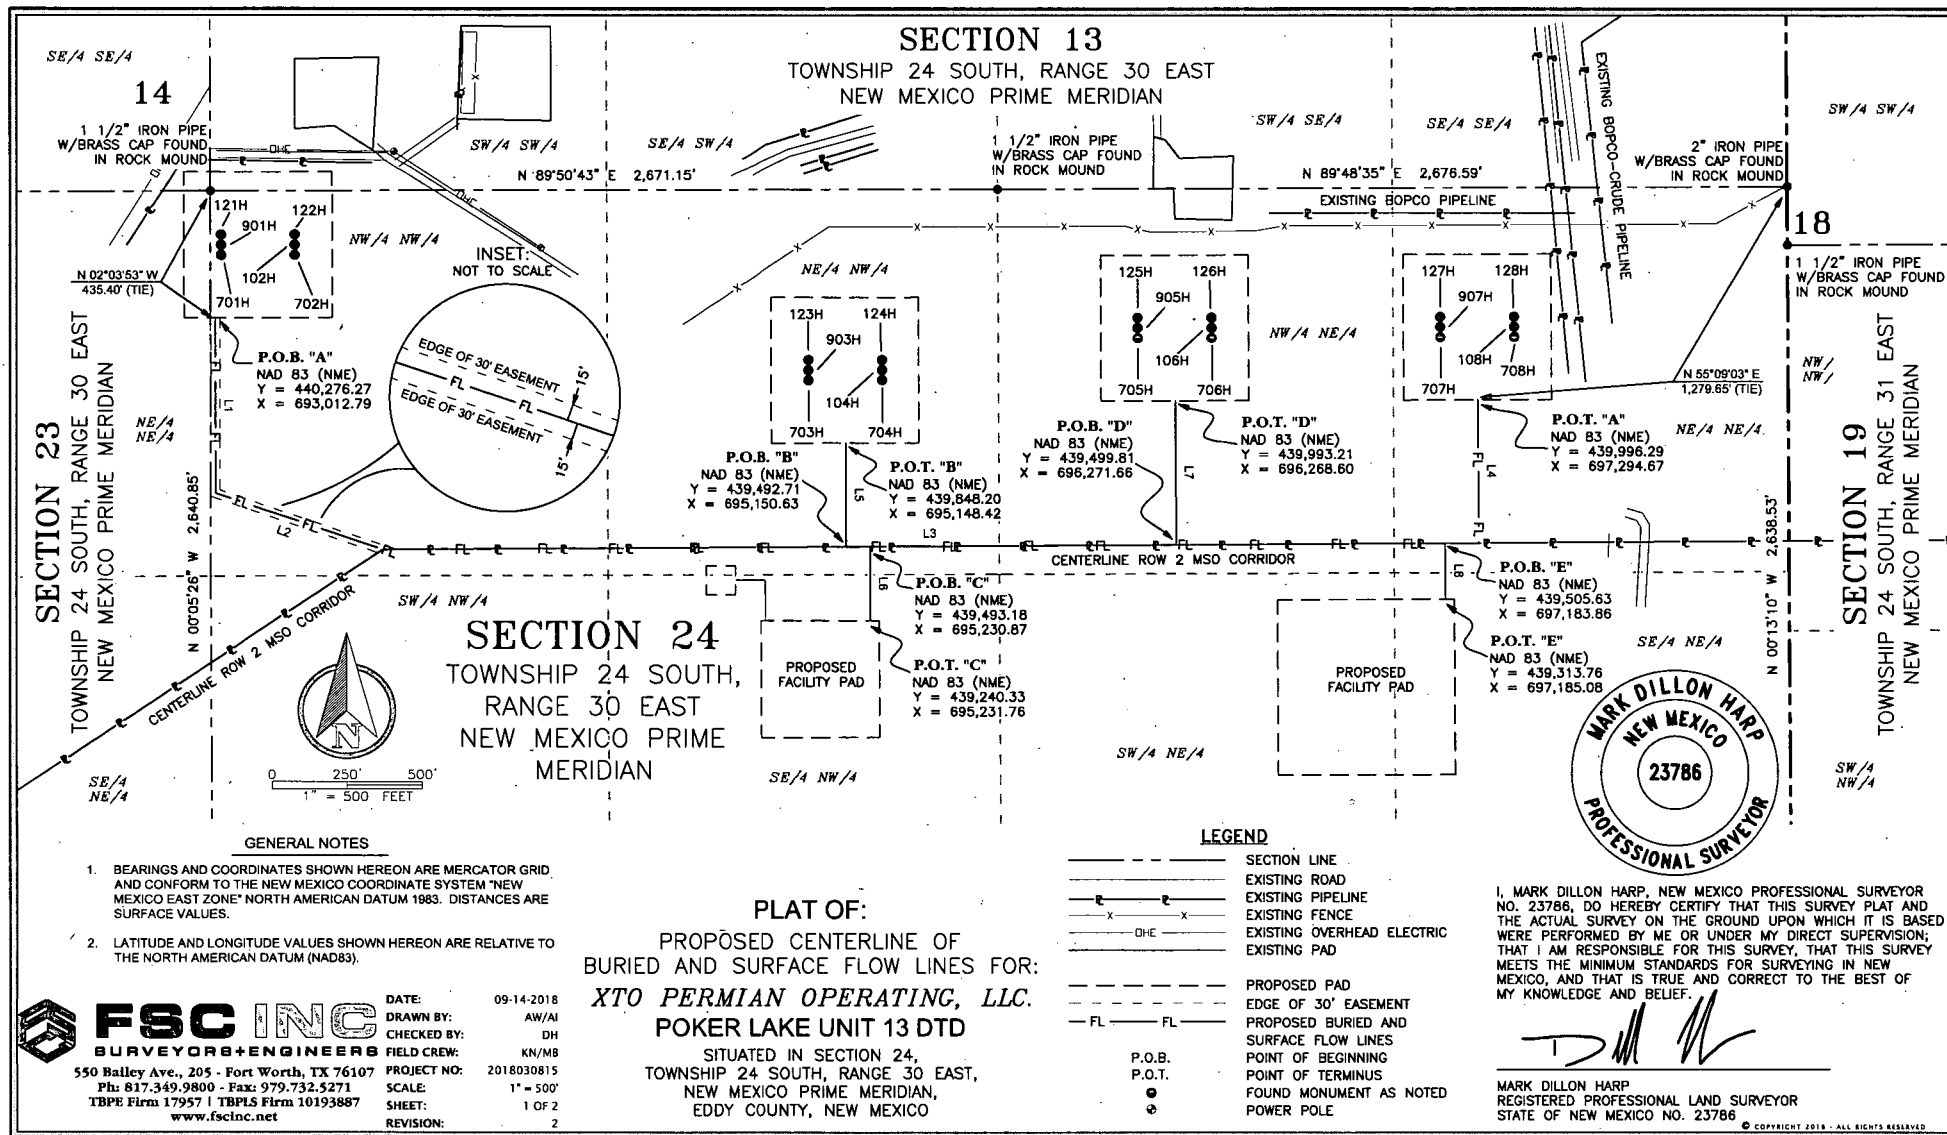 SECTION 13
TOWNSHIP 24 SOUTH, RANGE 30 EAST
NEW MEXICO PRIME MERIDIAN
SE/4 SE/4
14
1 1/2" IRON PIPE
W/BRASS CAP FOUND
IN ROCK MOUND
OHE
SW/4 SW/4
SE/4 SW/4
1 1/2" IRON PIPE
W/BRASS CAP FOUND
IN ROCK MOUND
SW/4 SE/4
SE/4 SE/4
EXISTING BOPCO-CRUDE PIPELINE
SW/4 SW/4
2" IRON PIPE
W/BRASS CAP FOUND
IN ROCK MOUND
N 89°50'43" E 2,671.15'
N 89°48'35" E 2,676.59'
EXISTING BOPCO PIPELINE
OHE
18
1 1/2" IRON PIPE
W/BRASS CAP FOUND
IN ROCK MOUND
121H
122H
901H
102H
701H
702H
NW/4 NW/4
N 02°03'53" W
435.40' (TIE)
INSET:
NOT TO SCALE
EDGE OF 30' EASEMENT
FL
FL
EDGE OF 30' EASEMENT
15'
15'
NE/4 NW/4
123H
124H
903H
104H
703H
704H
125H
126H
905H
106H
705H
706H
NW/4 NE/4
127H
128H
907H
108H
708H
707H
N 55°09'03" E
1,279.65' (TIE)
NW/
NW/
P.O.B. "A"
NAD 83 (NME)
Y = 440,276.27
X = 693,012.79
L1
NE/4
NE/4
SECTION 23
TOWNSHIP 24 SOUTH, RANGE 30 EAST
NEW MEXICO PRIME MERIDIAN
N 00°05'26" W 2,640.85'
P.O.B. "B"
NAD 83 (NME)
Y = 439,492.71
X = 695,150.63
L5
P.O.T. "B"
NAD 83 (NME)
Y = 439,848.20
X = 695,148.42
P.O.B. "D"
NAD 83 (NME)
Y = 439,499.81
X = 696,271.66
L7
P.O.T. "D"
NAD 83 (NME)
Y = 439,993.21
X = 696,268.60
FL L4
FL
P.O.T. "A"
NAD 83 (NME)
Y = 439,996.29
X = 697,294.67
NE/4 NE/4
N 00°13'10" W 2,638.53'
SECTION 19
TOWNSHIP 24 SOUTH, RANGE 31 EAST
NEW MEXICO PRIME MERIDIAN
FL
FL
L2
FL FL FL FL FL FL FL FL FL FL
L3
CENTERLINE ROW 2 MSO CORRIDOR
CENTERLINE ROW 2 MSO CORRIDOR
SW/4 NW/4
L6
P.O.B. "C"
NAD 83 (NME)
Y = 439,493.18
X = 695,230.87
P.O.T. "C"
NAD 83 (NME)
Y = 439,240.33
X = 695,231.76
L8
P.O.B. "E"
NAD 83 (NME)
Y = 439,505.63
X = 697,183.86
P.O.T. "E"
NAD 83 (NME)
Y = 439,313.76
X = 697,185.08
SE/4 NE/4
SECTION 24
TOWNSHIP 24 SOUTH,
RANGE 30 EAST
NEW MEXICO PRIME
MERIDIAN
PROPOSED
FACILITY PAD
PROPOSED
FACILITY PAD
N
0 250' 500'
1" = 500 FEET
SE/4
NE/4
SE/4 NW/4
SW/4 NE/4
SW/4
NW/4
MARK DILLON HARP
NEW MEXICO
23786
PROFESSIONAL SURVEYOR
GENERAL NOTES
1. BEARINGS AND COORDINATES SHOWN HEREON ARE MERCATOR GRID
AND CONFORM TO THE NEW MEXICO COORDINATE SYSTEM "NEW
MEXICO EAST ZONE" NORTH AMERICAN DATUM 1983. DISTANCES ARE
SURFACE VALUES.
2. LATITUDE AND LONGITUDE VALUES SHOWN HEREON ARE RELATIVE TO
THE NORTH AMERICAN DATUM (NAD83).
FSC INC
SURVEYORS+ENGINEERS
550 Bailey Ave., 205 - Fort Worth, TX 76107
Ph: 817.349.9800 - Fax: 979.732.5271
TBPE Firm 17957 | TBPLS Firm 10193887
www.fscinc.net
DATE: 09-14-2018
DRAWN BY: AW/AI
CHECKED BY: DH
FIELD CREW: KN/MB
PROJECT NO: 2018030815
SCALE: 1" = 500'
SHEET: 1 OF 2
REVISION: 2
PLAT OF:
PROPOSED CENTERLINE OF
BURIED AND SURFACE FLOW LINES FOR:
XTO PERMIAN OPERATING, LLC.
POKER LAKE UNIT 13 DTD
SITUATED IN SECTION 24,
TOWNSHIP 24 SOUTH, RANGE 30 EAST,
NEW MEXICO PRIME MERIDIAN,
EDDY COUNTY, NEW MEXICO
LEGEND
SECTION LINE
EXISTING ROAD
EXISTING PIPELINE
X X EXISTING FENCE
OHE EXISTING OVERHEAD ELECTRIC
EXISTING PAD
PROPOSED PAD
EDGE OF 30' EASEMENT
FL FL PROPOSED BURIED AND
SURFACE FLOW LINES
P.O.B. POINT OF BEGINNING
P.O.T. POINT OF TERMINUS
FOUND MONUMENT AS NOTED
POWER POLE
I, MARK DILLON HARP, NEW MEXICO PROFESSIONAL SURVEYOR
NO. 23786, DO HEREBY CERTIFY THAT THIS SURVEY PLAT AND
THE ACTUAL SURVEY ON THE GROUND UPON WHICH IT IS BASED
WERE PERFORMED BY ME OR UNDER MY DIRECT SUPERVISION;
THAT I AM RESPONSIBLE FOR THIS SURVEY, THAT THIS SURVEY
MEETS THE MINIMUM STANDARDS FOR SURVEYING IN NEW
MEXICO, AND THAT IS TRUE AND CORRECT TO THE BEST OF
MY KNOWLEDGE AND BELIEF.
MARK DILLON HARP
REGISTERED PROFESSIONAL LAND SURVEYOR
STATE OF NEW MEXICO NO. 23786
© COPYRIGHT 2018 - ALL RIGHTS RESERVED